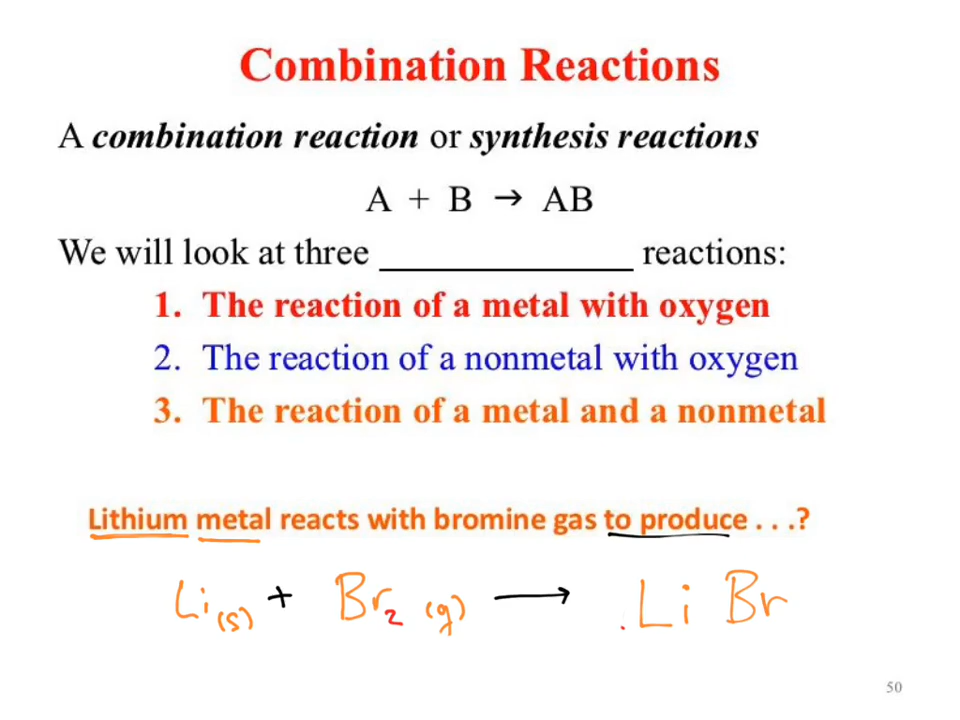 Combination Reactions
A combination reaction or synthesis reactions
A + B → AB
We will look at three ______________ reactions:
1. The reaction of a metal with oxygen
2. The reaction of a nonmetal with oxygen
3. The reaction of a metal and a nonmetal
Lithium metal reacts with bromine gas to produce . . .?
Li(s) + Br2 (g) → Li Br
50